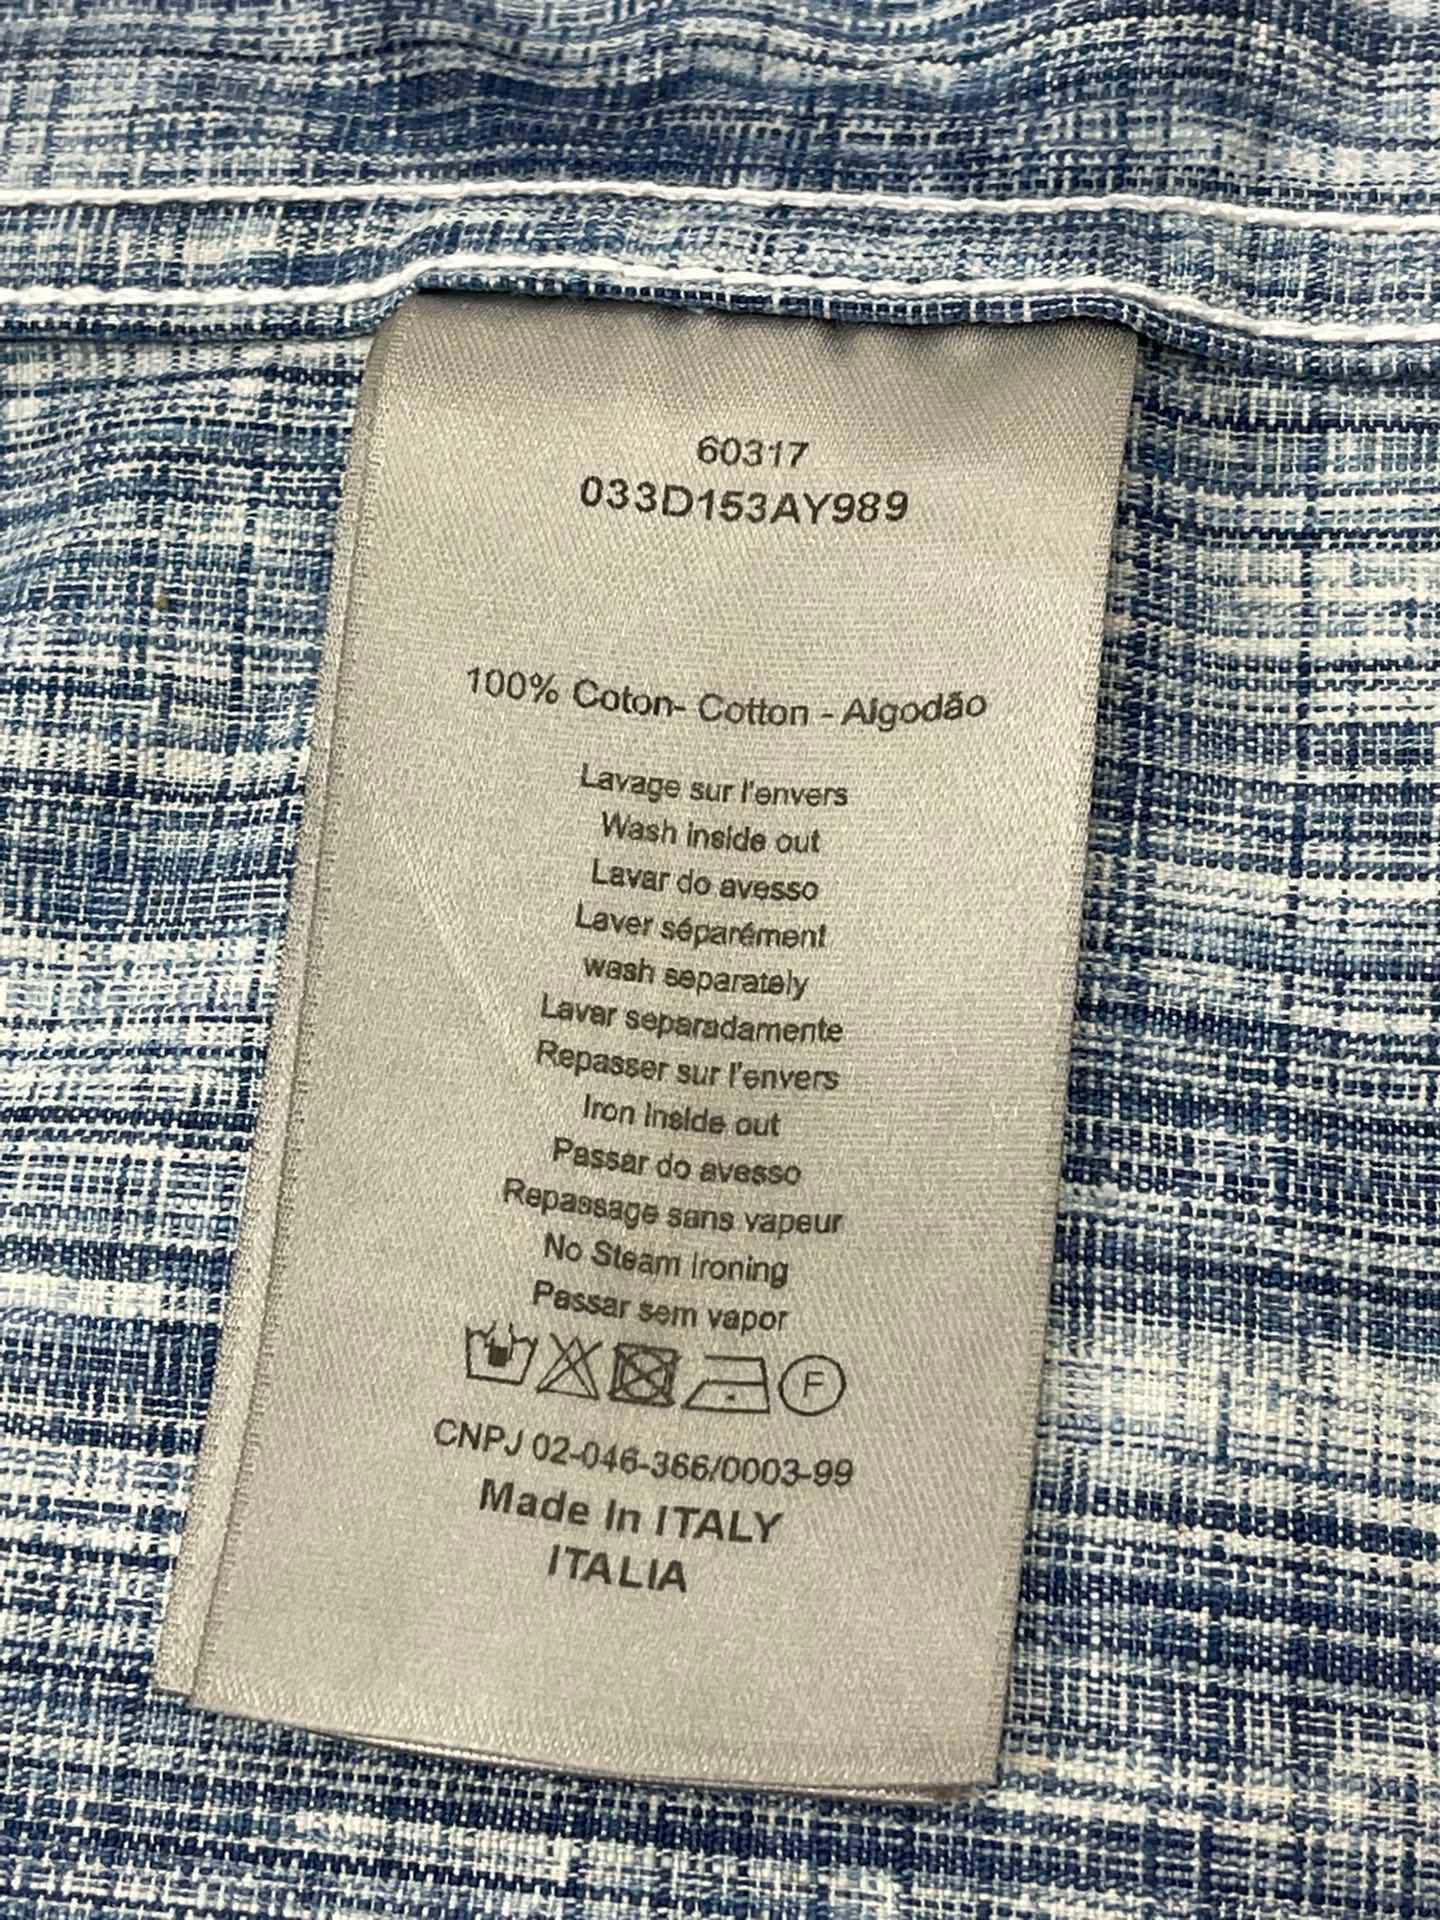 60317
033D153AY989
100% Coton- Cotton - Algodão
Lavage sur l'envers
Wash inside out
Lavar do avesso
Laver séparément
wash separately
Lavar separadamente
Repasser sur l'envers
Iron inside out
Passar do avesso
Repassage sans vapeur
No Steam Ironing
Passar sem vapor
F
CNPJ 02-046-366/0003-99
Made In ITALY
ITALIA